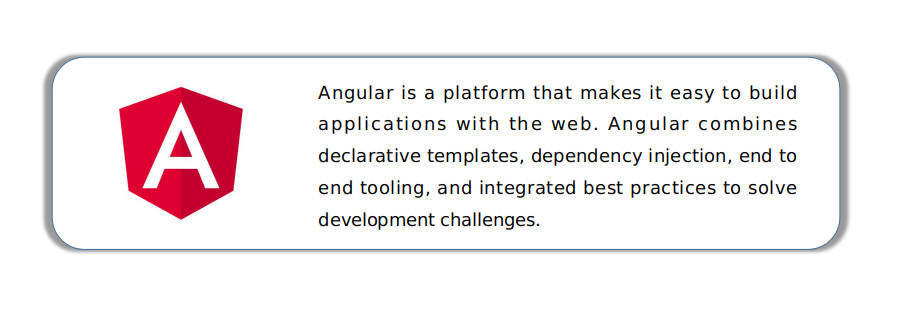 Angular is a platform that makes it easy to build
applications with the web. Angular combines
declarative templates, dependency injection, end to
end tooling, and integrated best practices to solve
development challenges.
A